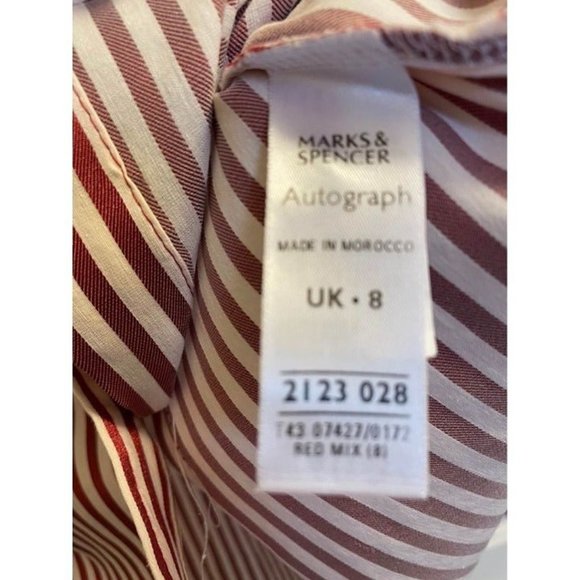 MARKS &
SPENCER
Autograph
MADE IN MOROCCO
UK • 8
2123 028
T43 07427/0172
RED MIX (8)